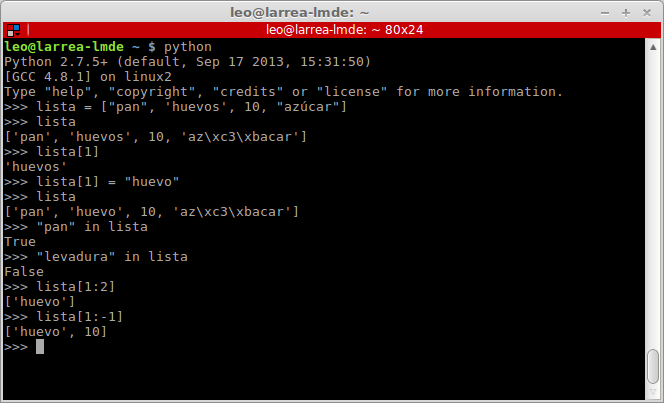 leo@larrea-lmde: ~
leo@larrea-lmde: ~ 80x24
leo@larrea-lmde ~ $ python
Python 2.7.5+ (default, Sep 17 2013, 15:31:50)
[GCC 4.8.1] on linux2
Type "help", "copyright", "credits" or "license" for more information.
>>> lista = ["pan", 'huevos', 10, "azúcar"]
>>> lista
['pan', 'huevos', 10, 'az\xc3\xbacar']
>>> lista[1]
'huevos'
>>> lista[1] = "huevo"
>>> lista
['pan', 'huevo', 10, 'az\xc3\xbacar']
>>> "pan" in lista
True
>>> "levadura" in lista
False
>>> lista[1:2]
['huevo']
>>> lista[1:-1]
['huevo', 10]
>>>